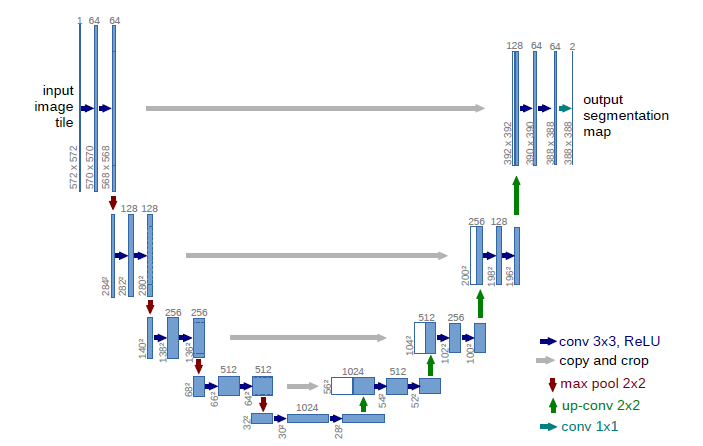 1 64 64
128 64 64 2
input
image
tile
output
segmentation
map
572 x 572
570 x 570
568 x 568
392 x 392
390 x 390
388 x 388
388 x 388
128 128
256 128
284²
282²
280²
200²
198²
196²
256 256
512 256
140²
138²
136²
104²
102²
100²
512 512
1024 512
68²
66²
64²
56²
54²
52²
1024
32²
30²
28²
conv 3x3, ReLU
copy and crop
max pool 2x2
up-conv 2x2
conv 1x1